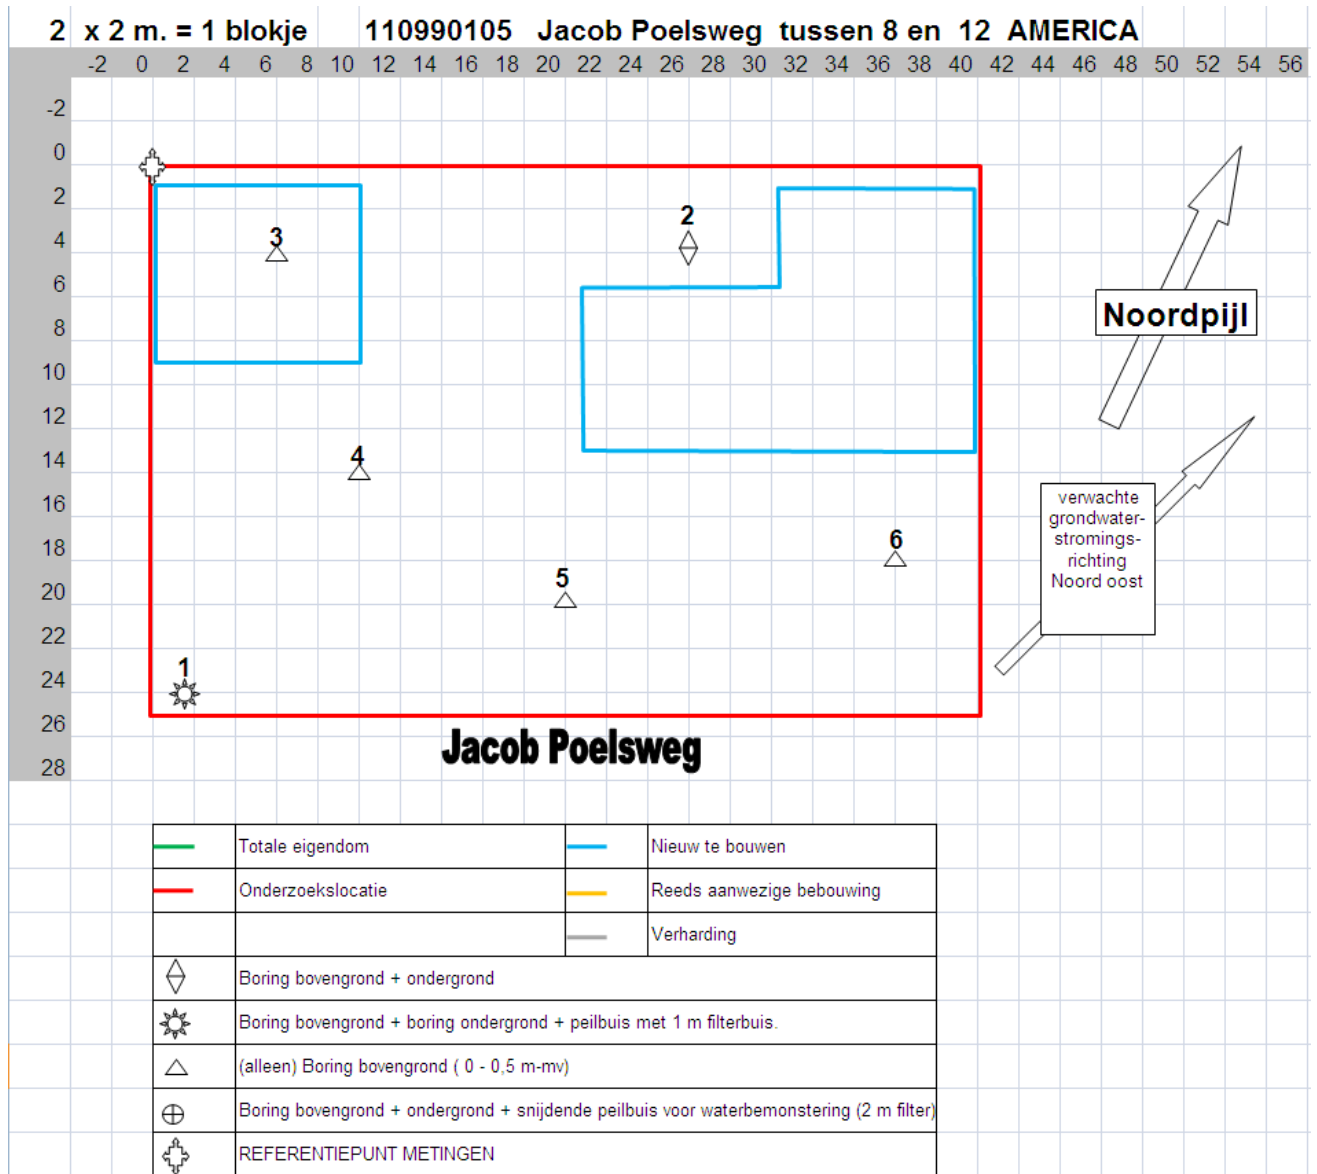 2 x 2 m. = 1 blokje 110990105 Jacob Poelsweg tussen 8 en 12 AMERICA
-2 0 2 4 6 8 10 12 14 16 18 20 22 24 26 28 30 32 34 36 38 40 42 44 46 48 50 52 54 56
-2
0
2
4
6
8
10
12
14
16
18
20
22
24
26
28
3
2
4
5
6
1
Noordpijl
verwachte
grondwater-
stromings-
richting
Noord oost
Jacob Poelsweg
Totale eigendom Nieuw te bouwen
Onderzoekslocatie Reeds aanwezige bebouwing
Verharding
Boring bovengrond + ondergrond
Boring bovengrond + boring ondergrond + peilbuis met 1 m filterbuis.
(alleen) Boring bovengrond ( 0 - 0,5 m-mv)
Boring bovengrond + ondergrond + snijdende peilbuis voor waterbemonstering (2 m filter)
REFERENTIEPUNT METINGEN